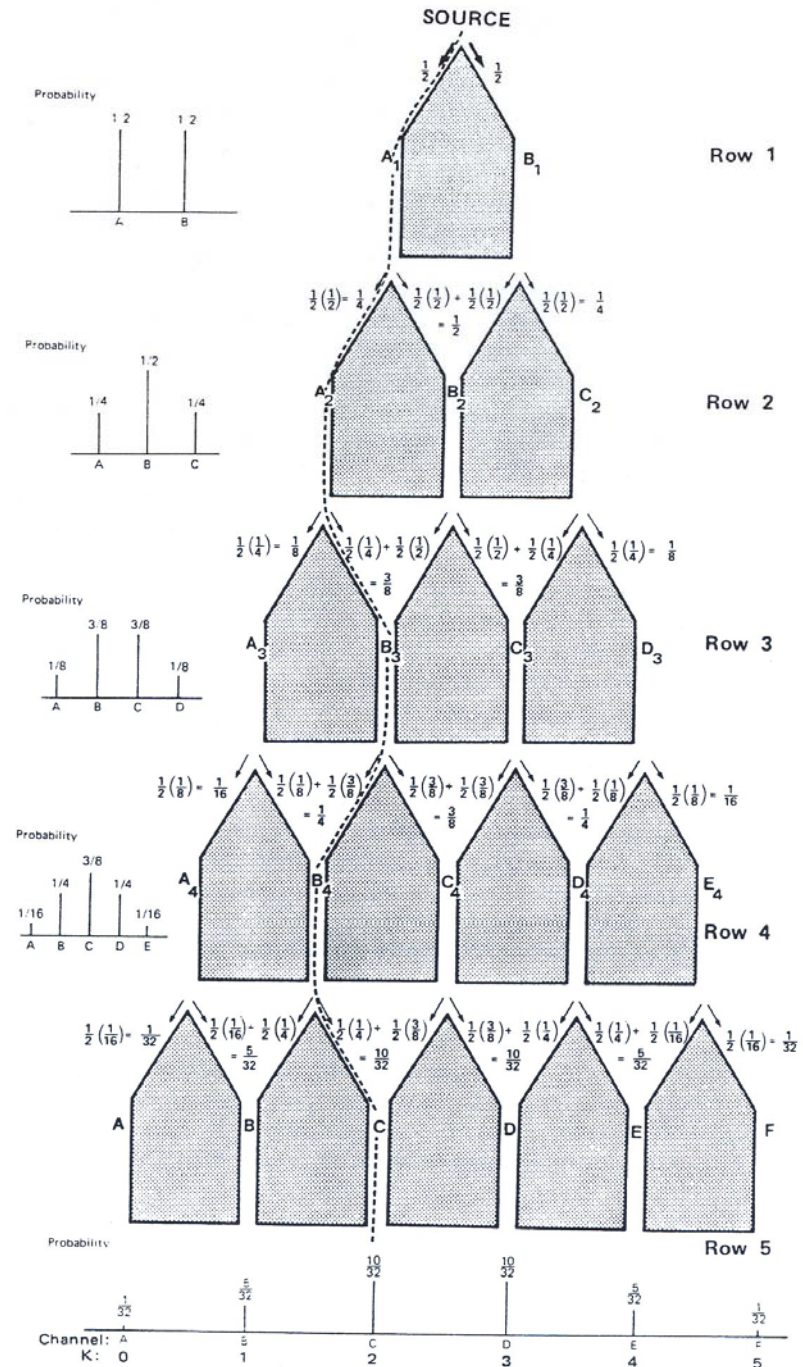 SOURCE
1/2 1/2
Probability
1 2 1 2
A B
A₁ B₁ Row 1
1/2 (1/2) = 1/4 1/2 (1/2) + 1/2 (1/2) = 1/2 1/2 (1/2) = 1/4
Probability
1/2
1/4 1/4
A B C
A₂ B₂ C₂ Row 2
1/2 (1/4) = 1/8 1/2 (1/4) + 1/2 (1/2) = 3/8 1/2 (1/2) + 1/2 (1/4) = 3/8 1/2 (1/4) = 1/8
Probability
3/8 3/8
1/8 1/8
A B C D
A₃ B₃ C₃ D₃ Row 3
1/2 (1/8) = 1/16 1/2 (1/8) + 1/2 (3/8) = 1/4 1/2 (3/8) + 1/2 (3/8) = 3/8 1/2 (3/8) + 1/2 (1/8) = 1/4 1/2 (1/8) = 1/16
Probability
3/8
1/4 1/4
1/16 1/16
A B C D E
A₄ B₄ C₄ D₄ E₄
Row 4
1/2 (1/16) = 1/32 1/2 (1/16) + 1/2 (1/4) = 5/32 1/2 (1/4) + 1/2 (3/8) = 10/32 1/2 (3/8) + 1/2 (1/4) = 10/32 1/2 (1/4) + 1/2 (1/16) = 5/32 1/2 (1/16) = 1/32
A B C D E F
Row 5
Probability
1/32 5/32 10/32 10/32 5/32 1/32
Channel: A B C D E F
K: 0 1 2 3 4 5